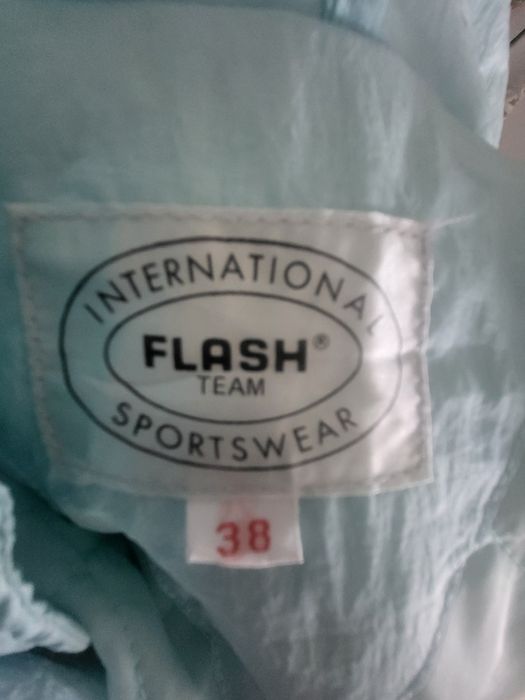 INTERNATIONAL
FLASH®
TEAM
SPORTSWEAR
38